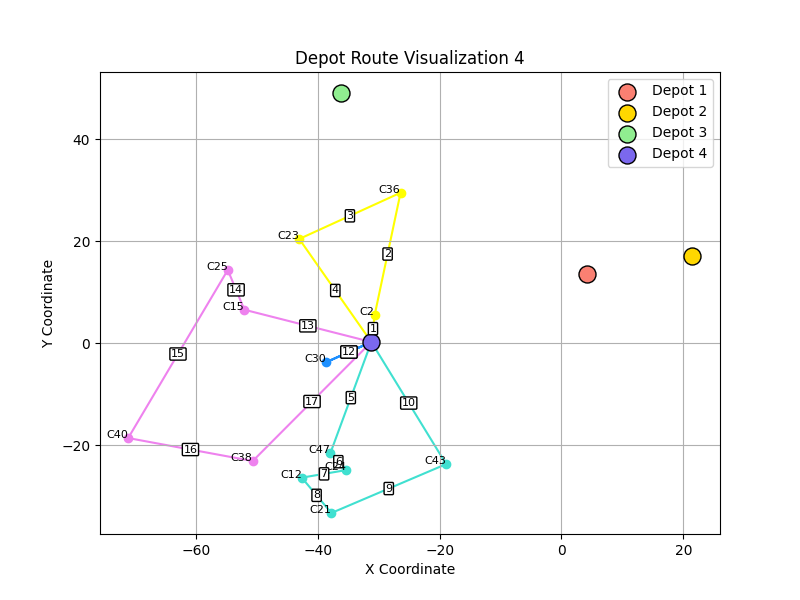 Depot Route Visualization 4
Depot 1
Depot 2
Depot 3
Depot 4
Y Coordinate
40
20
0
−20
−60
−40
−20
0
20
X Coordinate
C36
3
C23
2
4
C25
14
C15
C2
1
13
15
12
C30
5
10
17
C40
16
C38
C47
6
7
C12
C43
8
9
C21